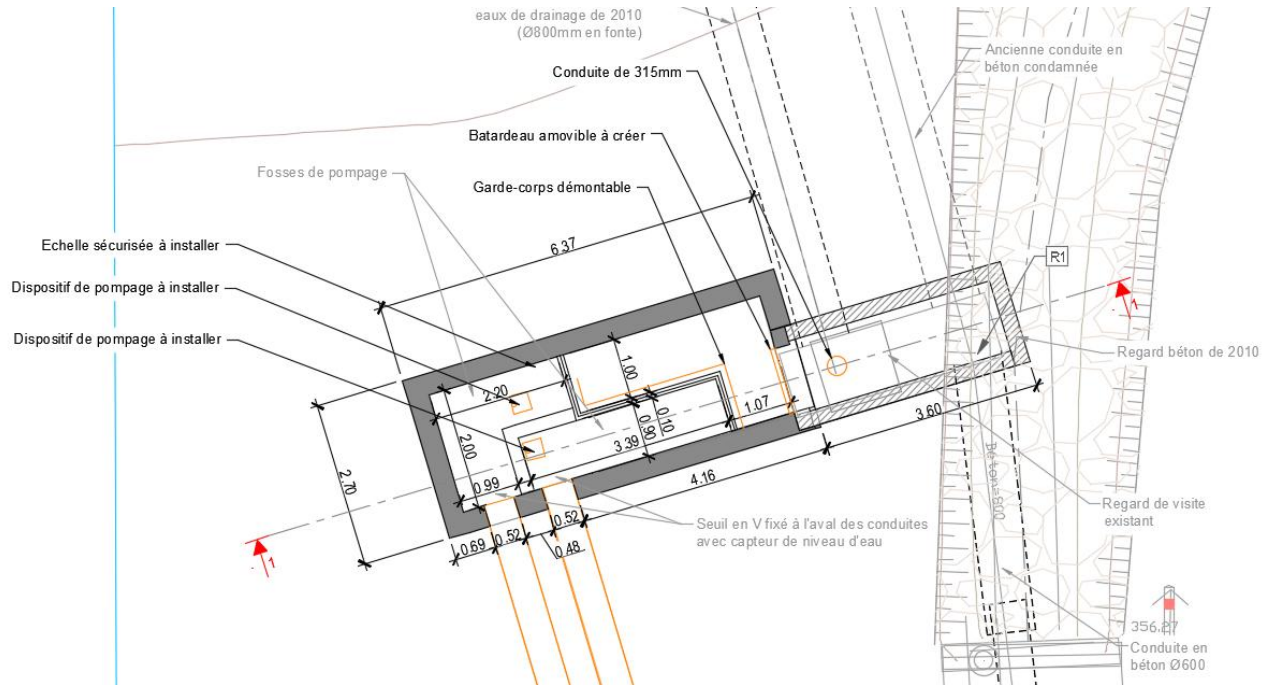 eaux de drainage de 2010
(Ø800mm en fonte)
Ancienne conduite en
béton condamnée
Conduite de 315mm
Batardeau amovible à créer
Fosses de pompage
Garde-corps démontable
Echelle sécurisée à installer
6.37
R1
Dispositif de pompage à installer
1
Dispositif de pompage à installer
Regard béton de 2010
1.00
2.20
1.07
0.10
0.90
3.60
3.39
2.00
2.70
4.16
0.99
Regard de visite
existant
Seuil en V fixé à l'aval des conduites
avec capteur de niveau d'eau
0.52
0.52
0.69
0.48
1
356.27
Conduite en
béton Ø600